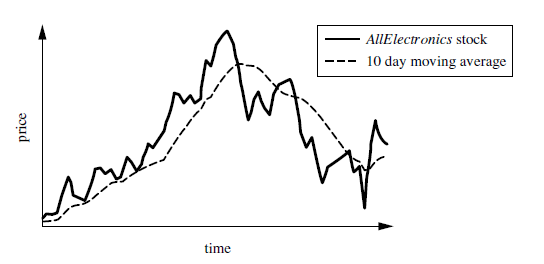 AllElectronics stock
10 day moving average
price
time